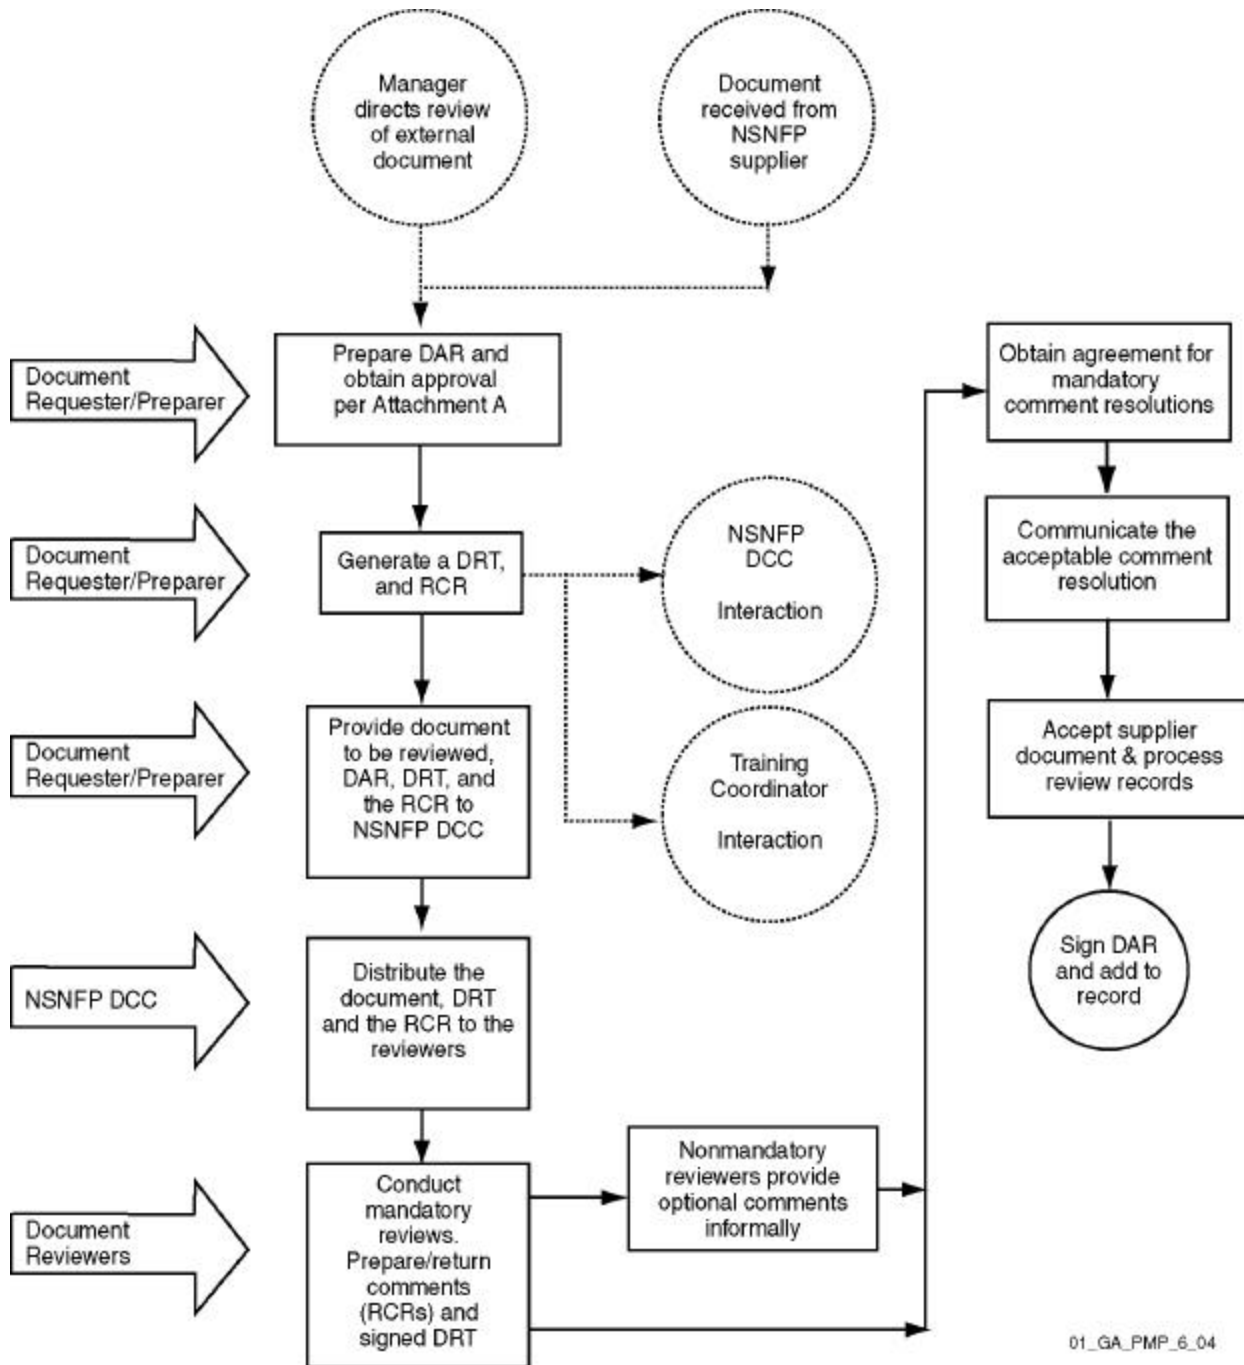 Manager
directs review
of external
document
Document
received from
NSNFP
supplier
Document
Requester/Preparer
Prepare DAR and
obtain approval
per Attachment A
Document
Requester/Preparer
Generate a DRT,
and RCR
NSNFP
DCC
Interaction
Document
Requester/Preparer
Provide document
to be reviewed,
DAR, DRT, and
the RCR to
NSNFP DCC
Training
Coordinator
Interaction
NSNFP DCC
Distribute the
document, DRT
and the RCR to the
reviewers
Document
Reviewers
Conduct
mandatory
reviews.
Prepare/return
comments
(RCRs) and
signed DRT
Nonmandatory
reviewers provide
optional comments
informally
Obtain agreement for
mandatory
comment resolutions
Communicate the
acceptable comment
resolution
Accept supplier
document & process
review records
Sign DAR
and add to
record
01_GA_PMP_6_04